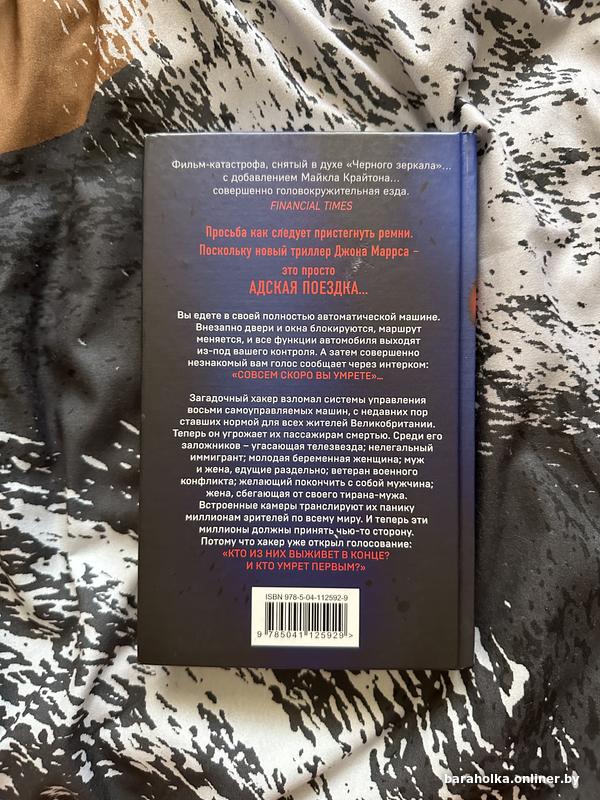 Фильм-катастрофа, снятый в духе «Черного зеркала»...
с добавлением Майкла Крайтона...
совершенно головокружительная езда.
FINANCIAL TIMES
Просьба как следует пристегнуть ремни.
Поскольку новый триллер Джона Маррса –
это просто
АДСКАЯ ПОЕЗДКА...
Вы едете в своей полностью автоматической машине.
Внезапно двери и окна блокируются, маршрут
меняется, и все функции автомобиля выходят
из-под вашего контроля. А затем совершенно
незнакомый вам голос сообщает через интерком:
«СОВСЕМ СКОРО ВЫ УМРЕТЕ»...
Загадочный хакер взломал системы управления
восьми самоуправляемых машин, с недавних пор
ставших нормой для всех жителей Великобритании.
Теперь он угрожает их пассажирам смертью. Среди его
заложников – угасающая телезвезда; нелегальный
иммигрант; молодая беременная женщина; муж
и жена, едущие раздельно; ветеран военного
конфликта; желающий покончить с собой мужчина;
жена, сбегающая от своего тирана-мужа.
Встроенные камеры транслируют их панику
миллионам зрителей по всему миру. И теперь эти
миллионы должны принять чью-то сторону.
Потому что хакер уже открыл голосование:
«КТО ИЗ НИХ ВЫЖИВЕТ В КОНЦЕ?
И КТО УМРЕТ ПЕРВЫМ?»
ISBN 978-5-04-112592-9
9 785041 125929 >
baraholka.onliner.by